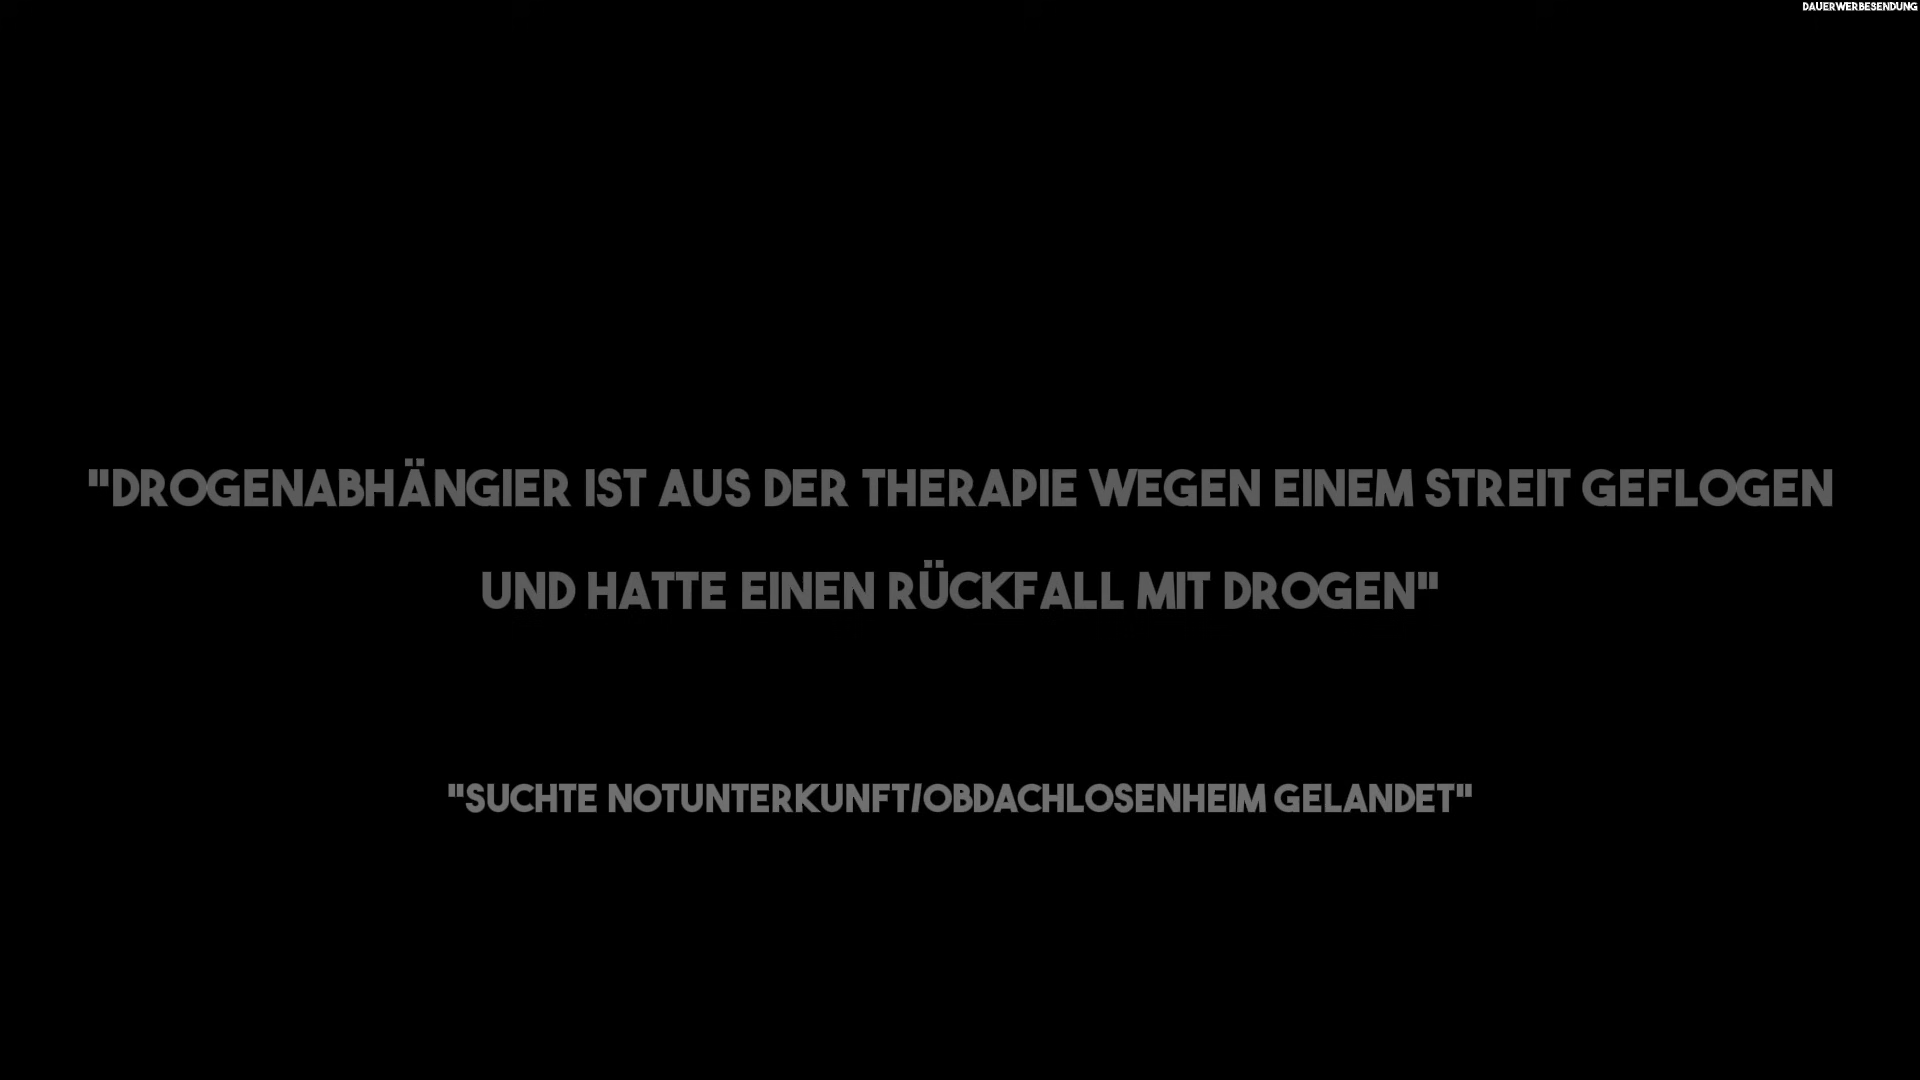 DAUERWERBESENDUNG
"DROGENABHÄNGIER IST AUS DER THERAPIE WEGEN EINEM STREIT GEFLOGEN
UND HATTE EINEN RÜCKFALL MIT DROGEN"
"SUCHTE NOTUNTERKUNFT/OBDACHLOSENHEIM GELANDET"